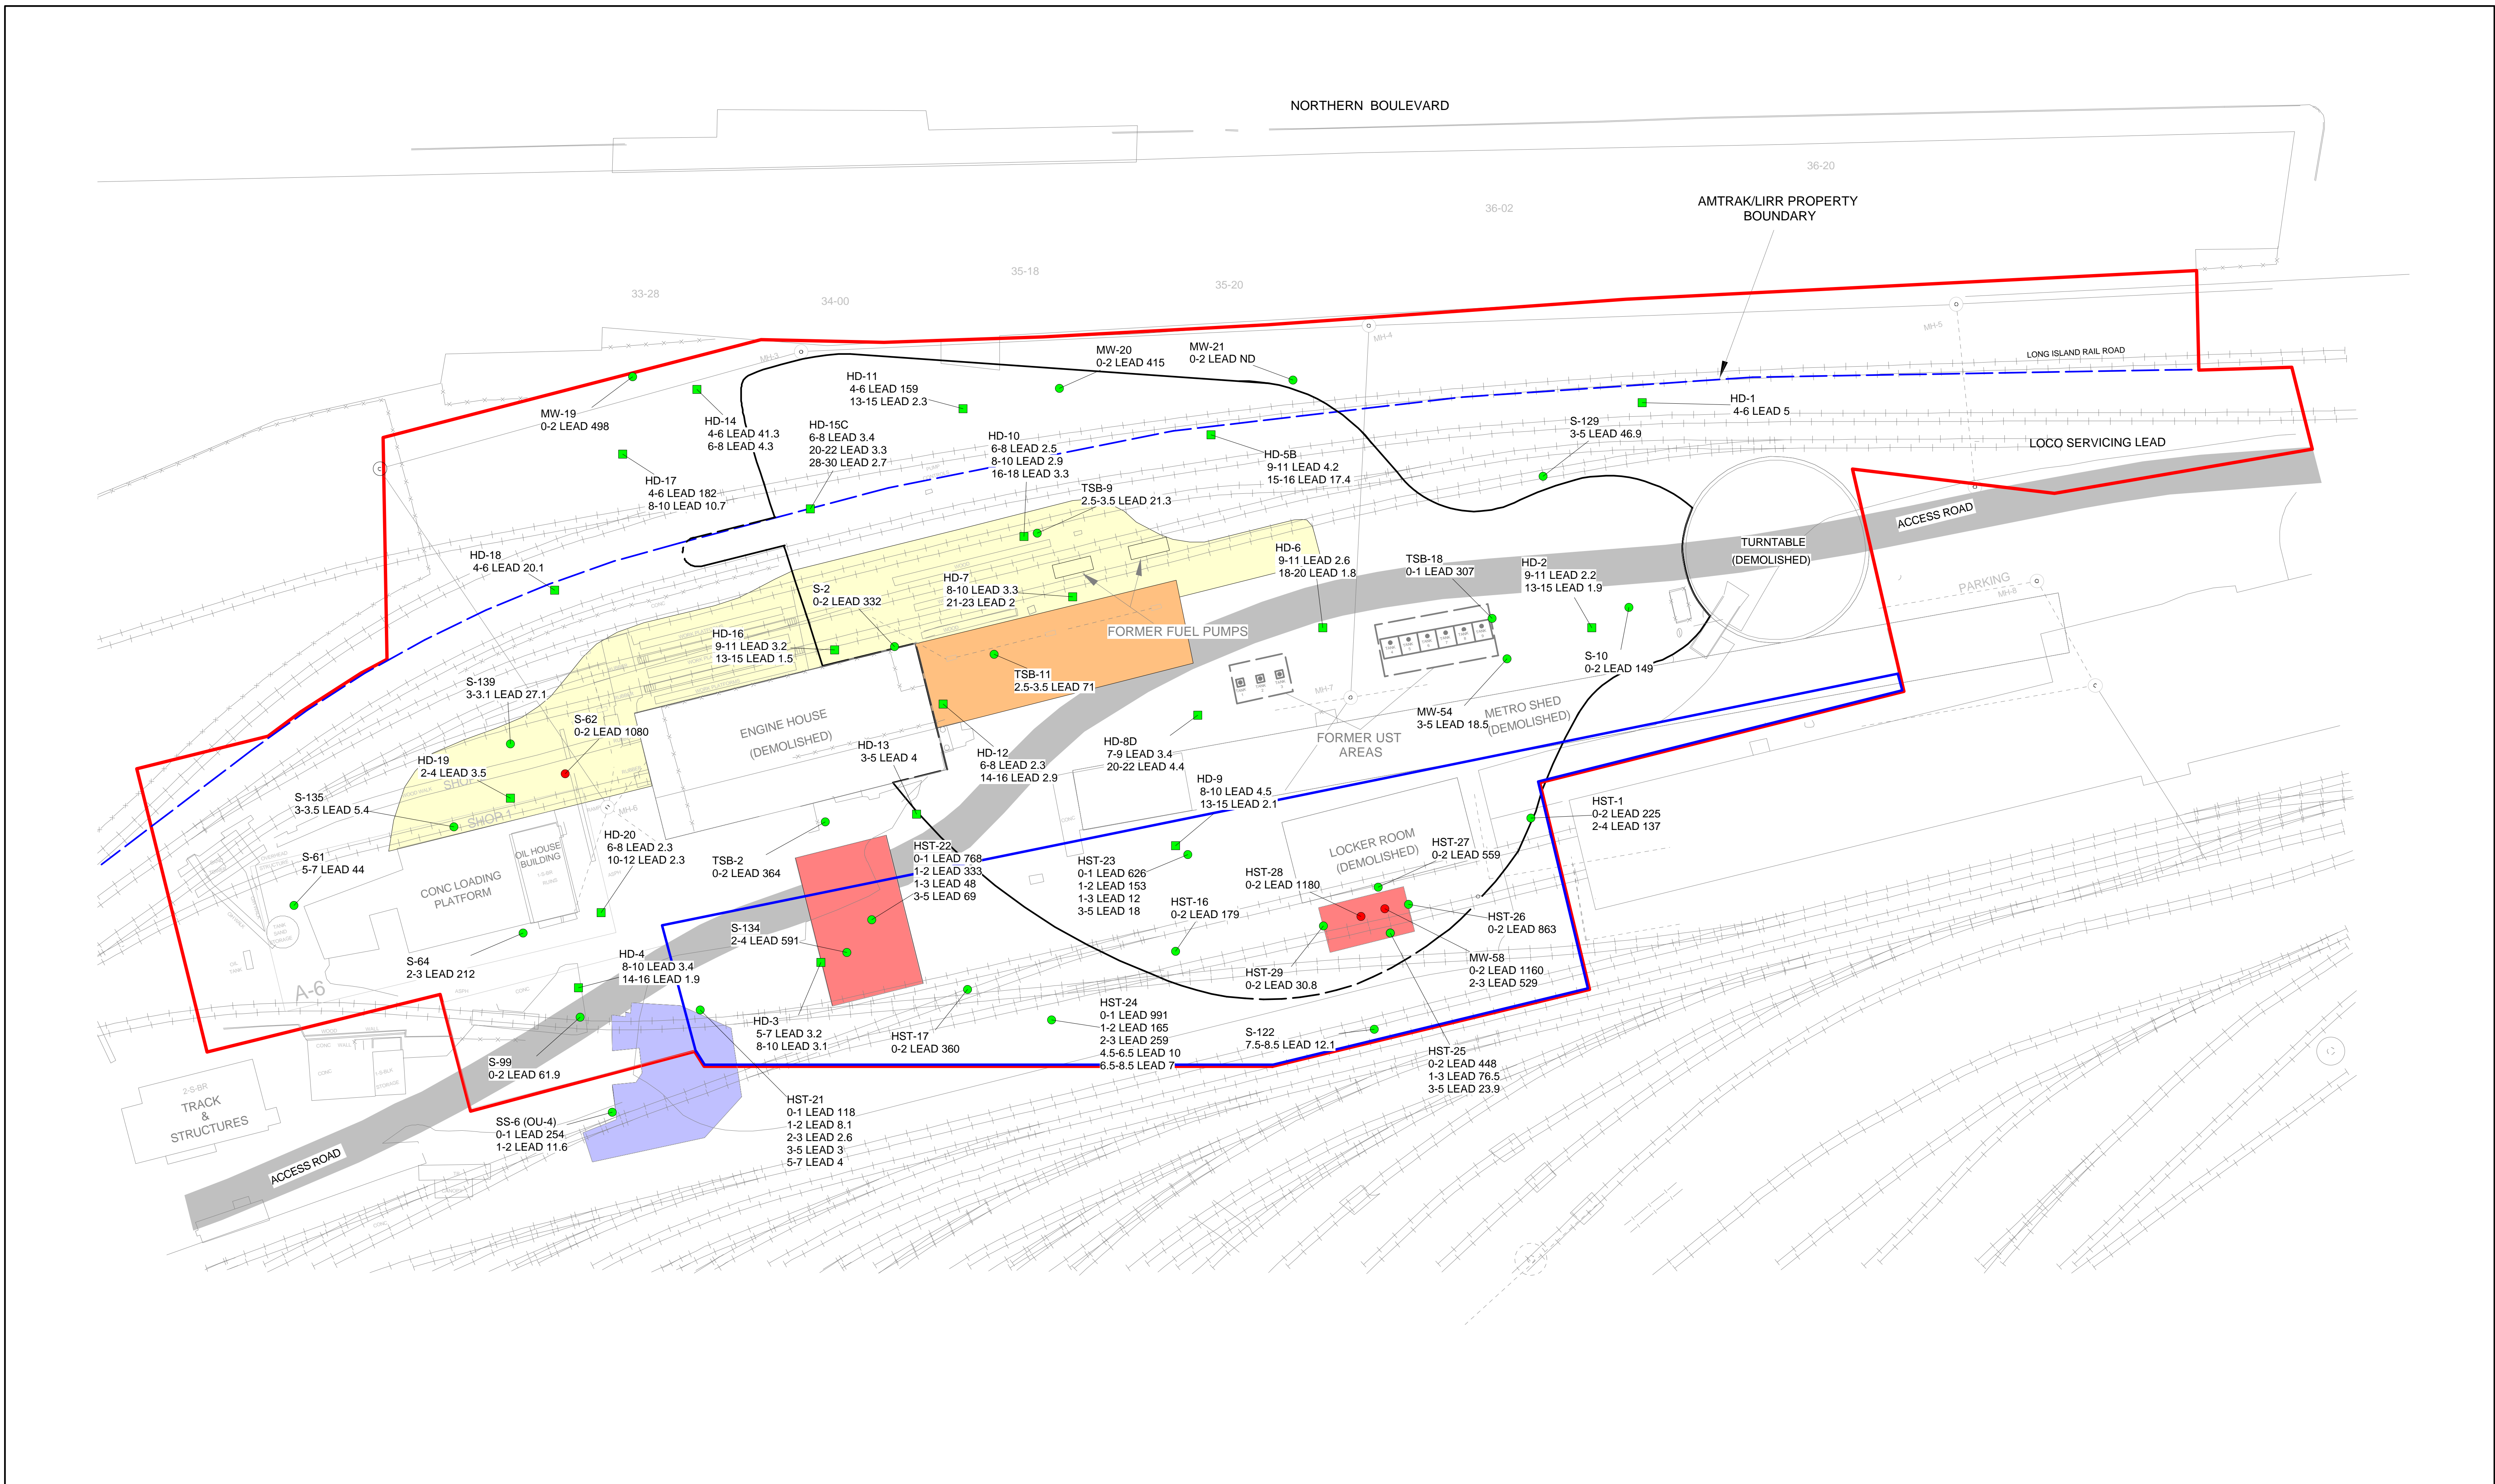 NORTHERN BOULEVARD
36-20
36-02
AMTRAK/LIRR PROPERTY
BOUNDARY
35-18
35-20
33-28
34-00
MH-3
MH-4
MH-5
LONG ISLAND RAIL ROAD
MW-20
0-2 LEAD 415
MW-21
0-2 LEAD ND
HD-11
4-6 LEAD 159
13-15 LEAD 2.3
MW-19
0-2 LEAD 498
HD-14
4-6 LEAD 41.3
6-8 LEAD 4.3
HD-15C
6-8 LEAD 3.4
20-22 LEAD 3.3
28-30 LEAD 2.7
HD-10
6-8 LEAD 2.5
8-10 LEAD 2.9
16-18 LEAD 3.3
HD-1
4-6 LEAD 5
S-129
3-5 LEAD 46.9
LOCO SERVICING LEAD
HD-5B
9-11 LEAD 4.2
15-16 LEAD 17.4
HD-17
4-6 LEAD 182
8-10 LEAD 10.7
TSB-9
2.5-3.5 LEAD 21.3
ACCESS ROAD
TURNTABLE
(DEMOLISHED)
HD-18
4-6 LEAD 20.1
HD-6
9-11 LEAD 2.6
18-20 LEAD 1.8
TSB-18
0-1 LEAD 307
HD-2
9-11 LEAD 2.2
13-15 LEAD 1.9
S-2
0-2 LEAD 332
HD-7
8-10 LEAD 3.3
21-23 LEAD 2
PARKING
MH-8
CONC
WOOD
WOOD
FORMER FUEL PUMPS
HD-16
9-11 LEAD 3.2
13-15 LEAD 1.5
TSB-11
2.5-3.5 LEAD 71
S-10
0-2 LEAD 149
S-139
3-3.1 LEAD 27.1
MH-7
METRO SHED
(DEMOLISHED)
MW-54
3-5 LEAD 18.5
S-62
0-2 LEAD 1080
ENGINE HOUSE
(DEMOLISHED)
FORMER UST
AREAS
HD-13
3-5 LEAD 4
HD-12
6-8 LEAD 2.3
14-16 LEAD 2.9
HD-8D
7-9 LEAD 3.4
20-22 LEAD 4.4
HD-19
2-4 LEAD 3.5
SHOP
HD-9
8-10 LEAD 4.5
13-15 LEAD 2.1
S-135
3-3.5 LEAD 5.4
SHOP 1
MH-6
HST-1
0-2 LEAD 225
2-4 LEAD 137
HD-20
6-8 LEAD 2.3
10-12 LEAD 2.3
OIL HOUSE
BUILDING
LOCKER ROOM
(DEMOLISHED)
HST-27
0-2 LEAD 559
HST-22
0-1 LEAD 768
1-2 LEAD 333
1-3 LEAD 48
3-5 LEAD 69
TSB-2
0-2 LEAD 364
HST-23
0-1 LEAD 626
1-2 LEAD 153
1-3 LEAD 12
3-5 LEAD 18
S-61
5-7 LEAD 44
HST-28
0-2 LEAD 1180
CONC LOADING
PLATFORM
HST-16
0-2 LEAD 179
HST-26
0-2 LEAD 863
TANK
SAND
STORAGE
S-134
2-4 LEAD 591
HD-4
8-10 LEAD 3.4
14-16 LEAD 1.9
S-64
2-3 LEAD 212
OIL
TANK
MW-58
0-2 LEAD 1160
2-3 LEAD 529
HST-29
0-2 LEAD 30.8
A-6
HD-3
5-7 LEAD 3.2
8-10 LEAD 3.1
HST-17
0-2 LEAD 360
HST-24
0-1 LEAD 991
1-2 LEAD 165
2-3 LEAD 259
4.5-6.5 LEAD 10
6.5-8.5 LEAD 7
S-122
7.5-8.5 LEAD 12.1
HST-25
0-2 LEAD 448
1-3 LEAD 76.5
3-5 LEAD 23.9
WOOD WALL
CONC WALL
CONC
S-99
0-2 LEAD 61.9
2-S-BR
TRACK
&
STRUCTURES
SS-6 (OU-4)
0-1 LEAD 254
1-2 LEAD 11.6
HST-21
0-1 LEAD 118
1-2 LEAD 8.1
2-3 LEAD 2.6
3-5 LEAD 3
5-7 LEAD 4
ACCESS ROAD